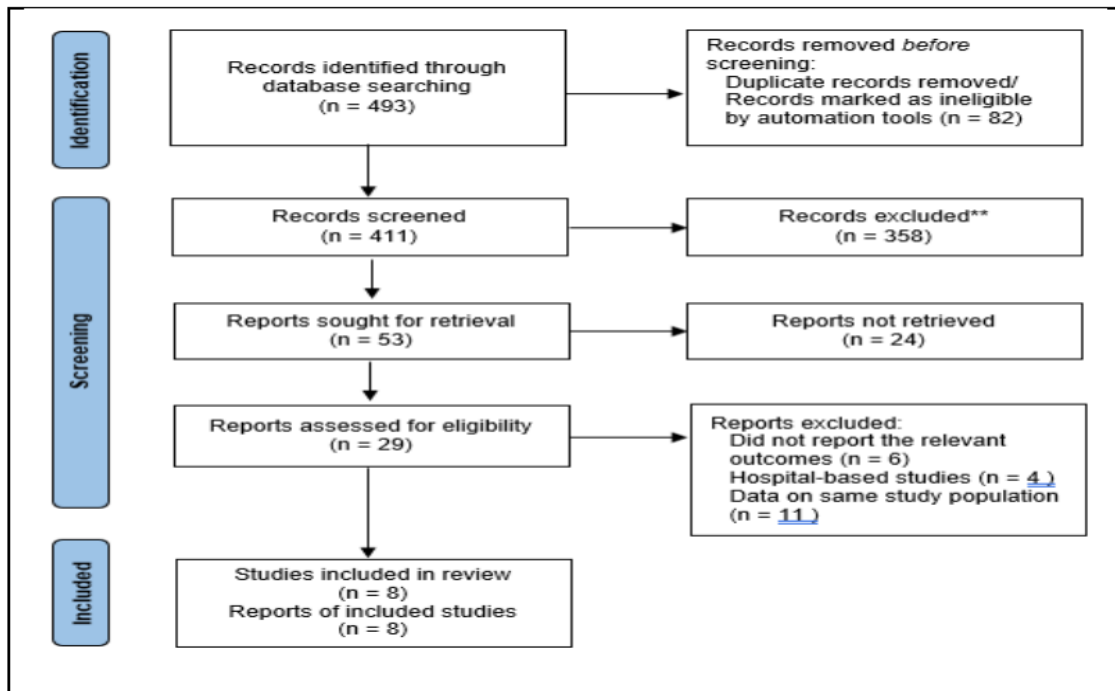 Identification
Records identified through
database searching
(n = 493)
Records removed before
screening:
Duplicate records removed/
Records marked as ineligible
by automation tools (n = 82)
Screening
Records screened
(n = 411)
Records excluded**
(n = 358)
Reports sought for retrieval
(n = 53)
Reports not retrieved
(n = 24)
Reports assessed for eligibility
(n = 29)
Reports excluded:
Did not report the relevant
outcomes (n = 6)
Hospital-based studies (n = 4 )
Data on same study population
(n = 11 )
Included
Studies included in review
(n = 8)
Reports of included studies
(n = 8)